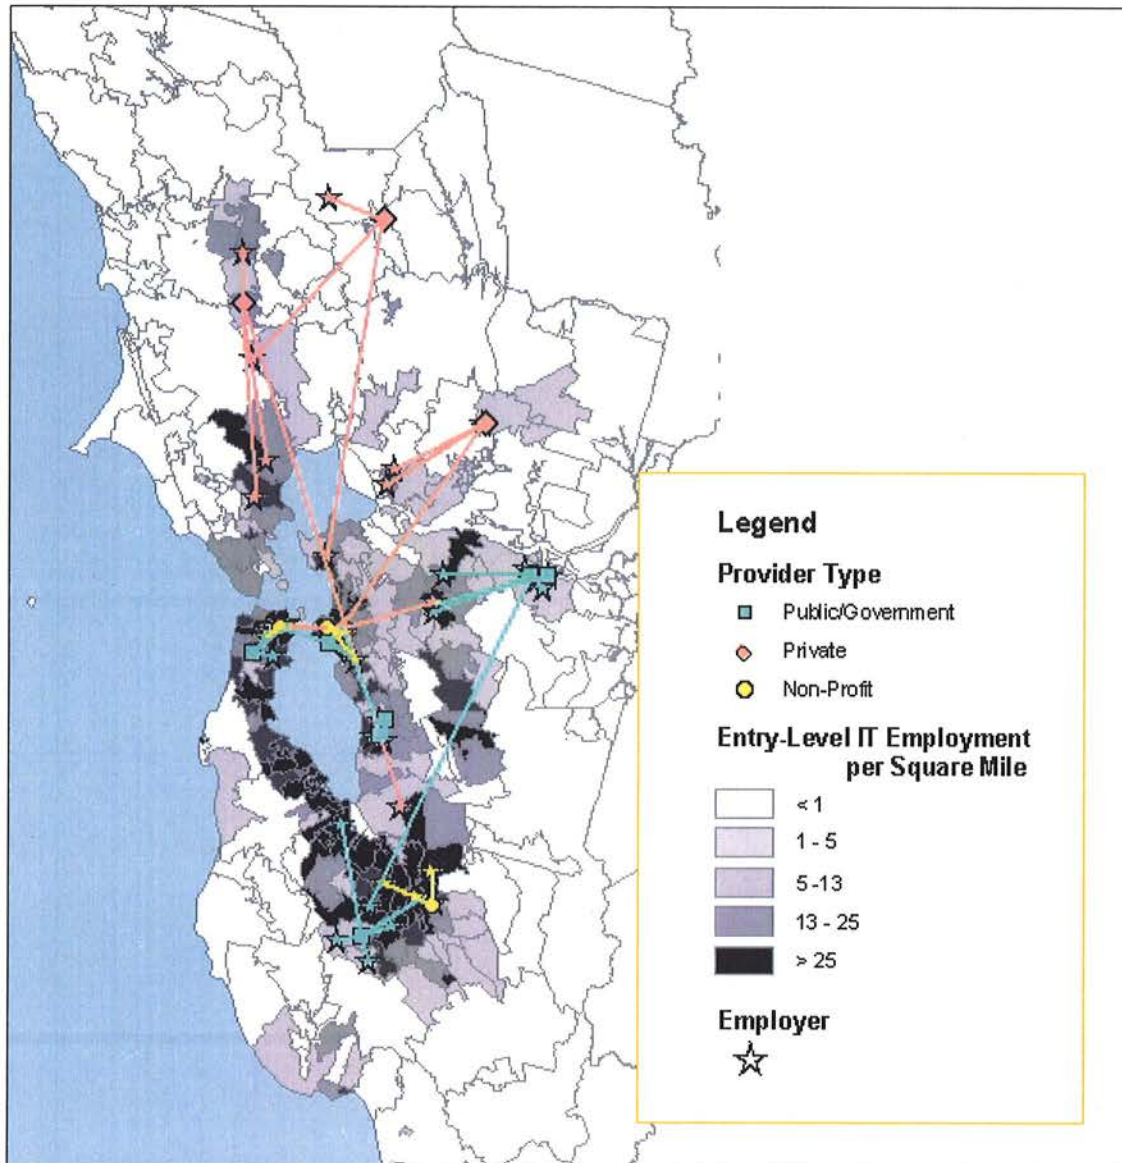 Legend
Provider Type
Public/Government
Private
Non-Profit
Entry-Level IT Employment
per Square Mile
< 1
1 - 5
5 -13
13 - 25
> 25
Employer